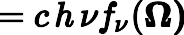 = c h ν f_ν(Ω)